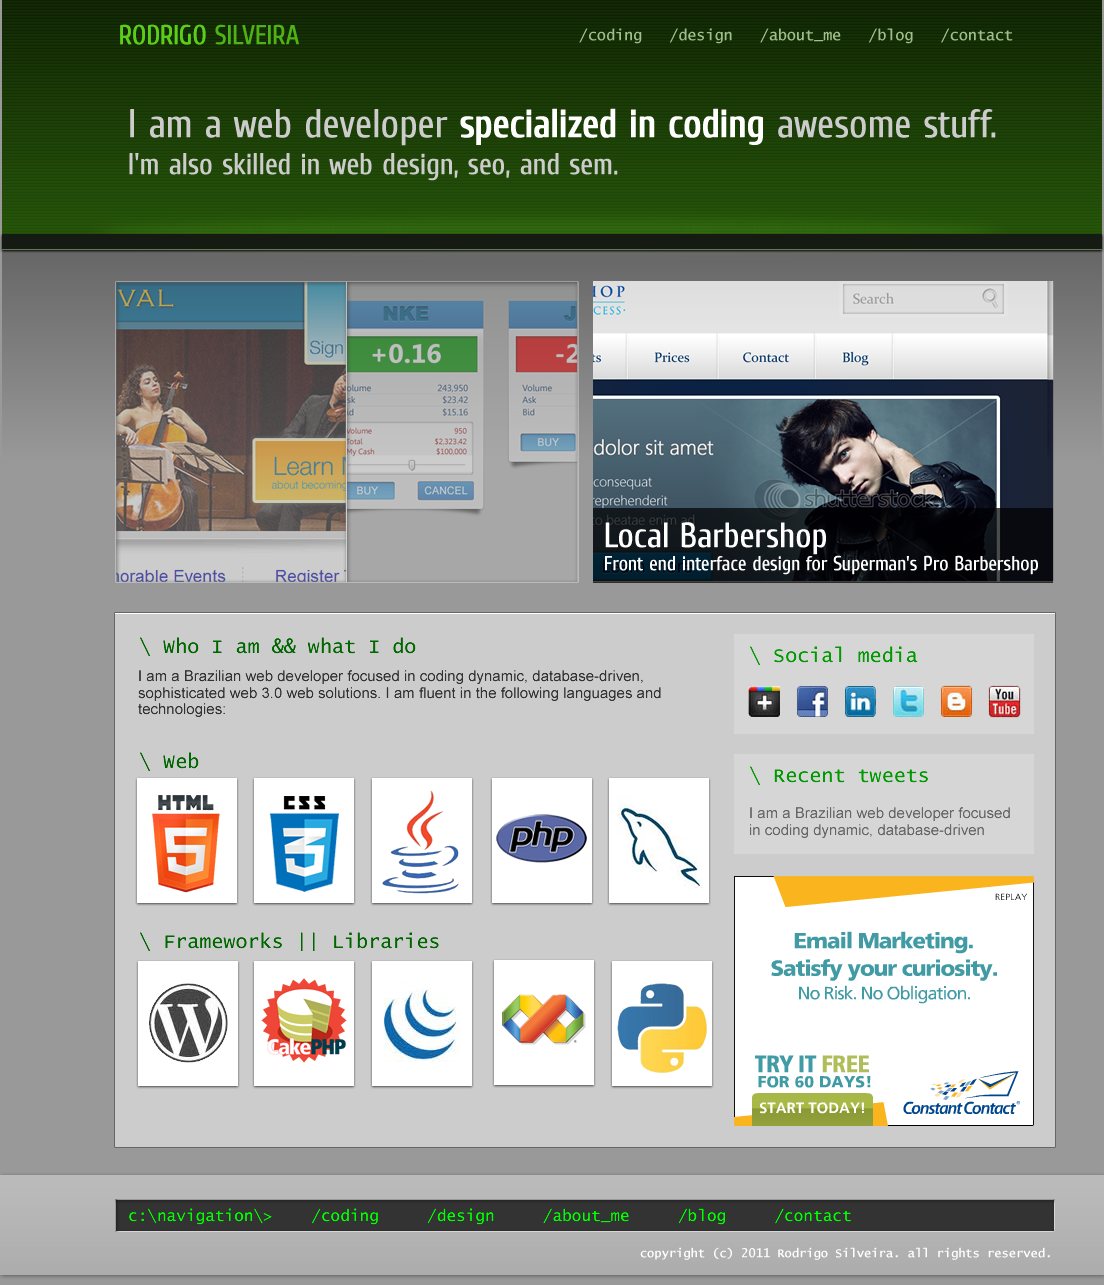 RODRIGO SILVEIRA
/coding /design /about_me /blog /contact
I am a web developer specialized in coding awesome stuff.
I'm also skilled in web design, seo, and sem.
VAL
Sign
Learn
about becoming
Register
Events
NKE
+0.16
Volume 243,950
Ask $23.42
Bid $15.16
Volume 950
Total $2,323.42
My Cash $100,000
BUY CANCEL
J
-2
Volume
Ask
Bid
BUY
HOP
CESS·
Search
ts Prices Contact Blog
dolor sit amet
consequat
reprehenderit
beatae enim ad
shutterstock
Local Barbershop
Front end interface design for Superman's Pro Barbershop
\ Who I am && what I do
I am a Brazilian web developer focused in coding dynamic, database-driven,
sophisticated web 3.0 web solutions. I am fluent in the following languages and
technologies:
\ Web
HTML
5
CSS
3
php
\ Frameworks || Libraries
W
CakePHP
\ Social media
+ f in t B You Tube
\ Recent tweets
I am a Brazilian web developer focused
in coding dynamic, database-driven
REPLAY
Email Marketing.
Satisfy your curiosity.
No Risk. No Obligation.
TRY IT FREE
FOR 60 DAYS!
START TODAY!
Constant Contact®
c:\navigation\> /coding /design /about_me /blog /contact
copyright (c) 2011 Rodrigo Silveira. all rights reserved.